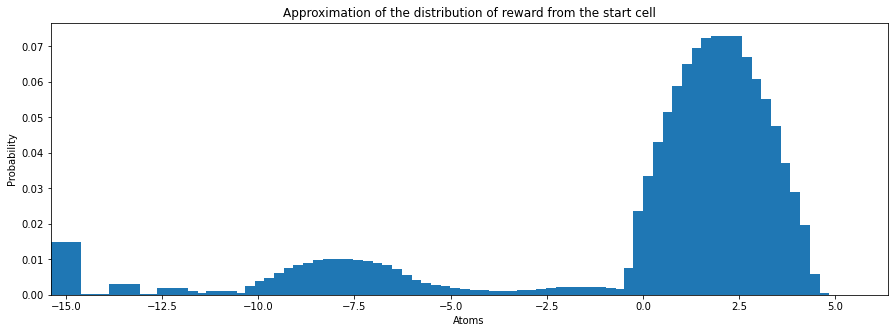 Approximation of the distribution of reward from the start cell
0.07
0.06
0.05
0.04
0.03
0.02
0.01
0.00
Probability
−15.0 −12.5 −10.0 −7.5 −5.0 −2.5 0.0 2.5 5.0
Atoms